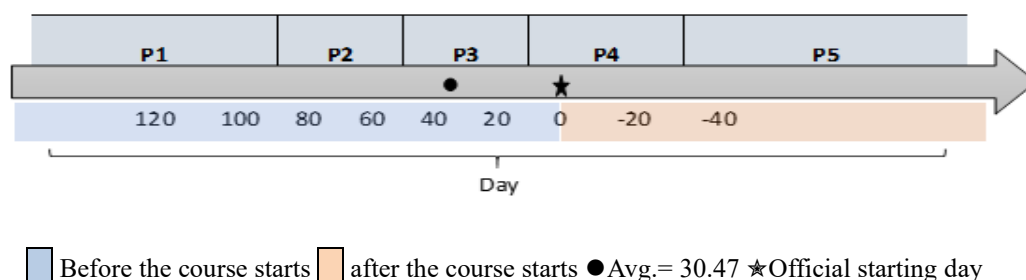 P1 P2 P3 P4 P5
120 100 80 60 40 20 0 -20 -40
Day
Before the course starts after the course starts ●Avg.= 30.47 ★Official starting day